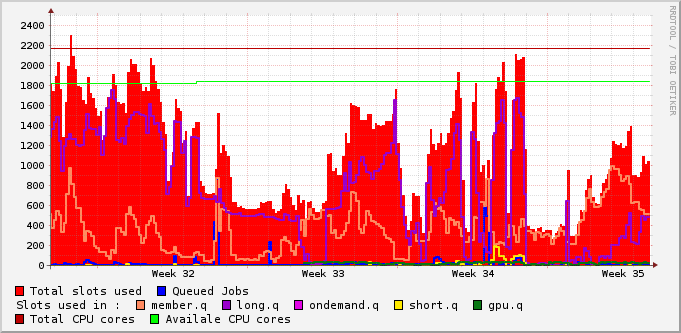 2400
2200
2000
1800
1600
1400
1200
1000
800
600
400
200
0
Week 32 Week 33 Week 34 Week 35
RRDTOOL / TOBI OETIKER
Total slots used Queued Jobs
Slots used in : member.q long.q ondemand.q short.q gpu.q
Total CPU cores Availale CPU cores